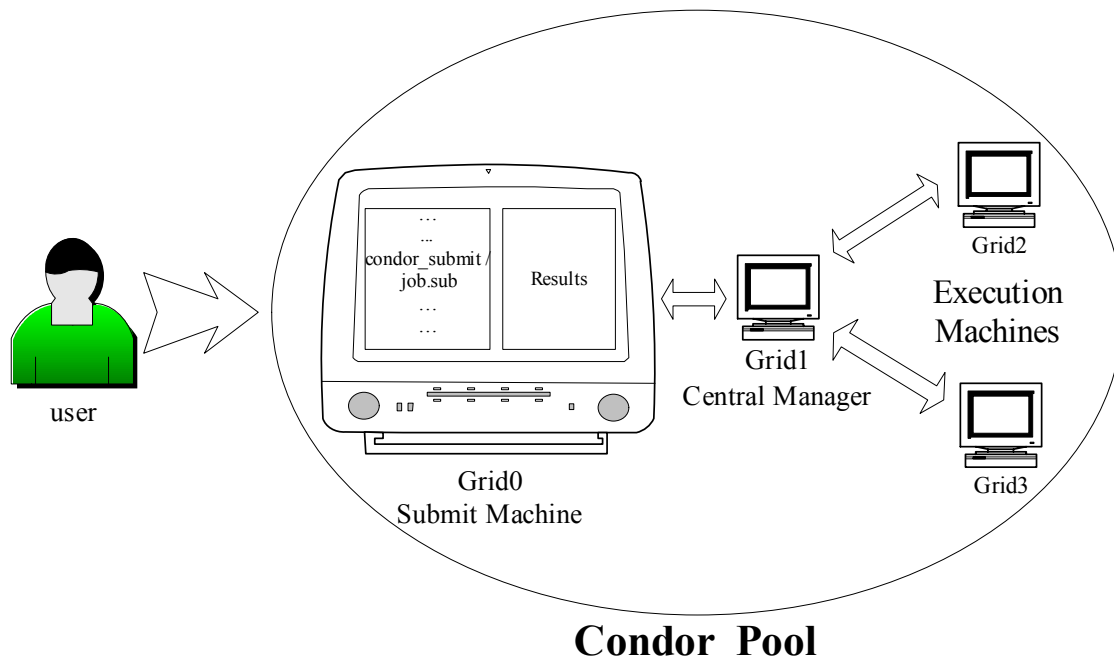 user
. . .
...
condor_submit /
job.sub
. . .
. . .
Results
Grid0
Submit Machine
Grid1
Central Manager
Grid2
Execution
Machines
Grid3
Condor Pool